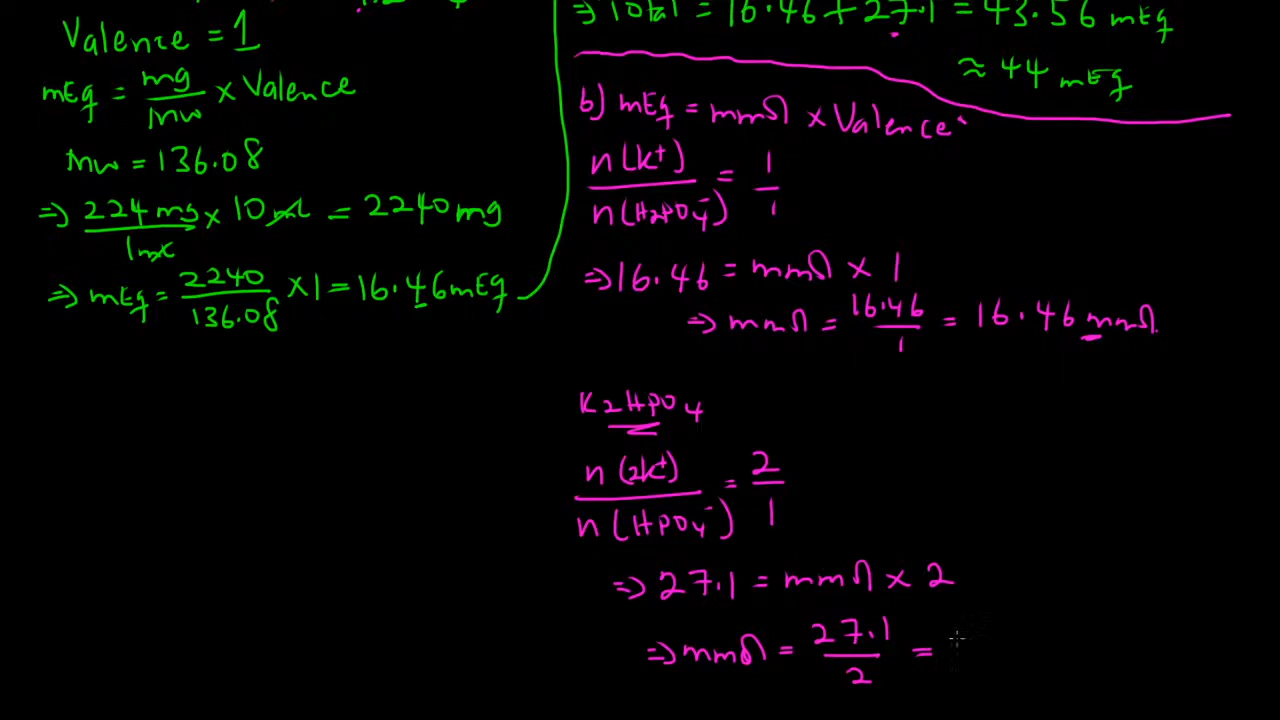 Valence = 1
mEq = mg/mw × Valence
Mw = 136.08
⇒ 224 mg/1mL × 10 mL = 2240 mg
⇒ mEq = 2240/136.08 × 1 = 16.46 mEq
⇒ Total = 16.46 + 27.1 = 43.56 mEq
≈ 44 mEq
b) mEq = mmol × Valence
n(K+)/n(H2PO4-) = 1/1
⇒ 16.46 = mmol × 1
⇒ mmol = 16.46/1 = 16.46 mmol
K2HPO4
n(2K+)/n(HPO4-) = 2/1
⇒ 27.1 = mmol × 2
⇒ mmol = 27.1/2 =